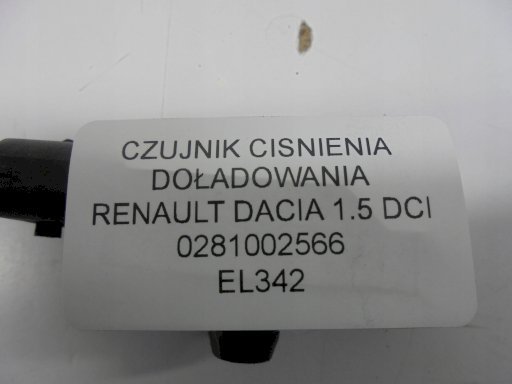 CZUJNIK CISNIENIA
DOŁADOWANIA
RENAULT DACIA 1.5 DCI
0281002566
EL342